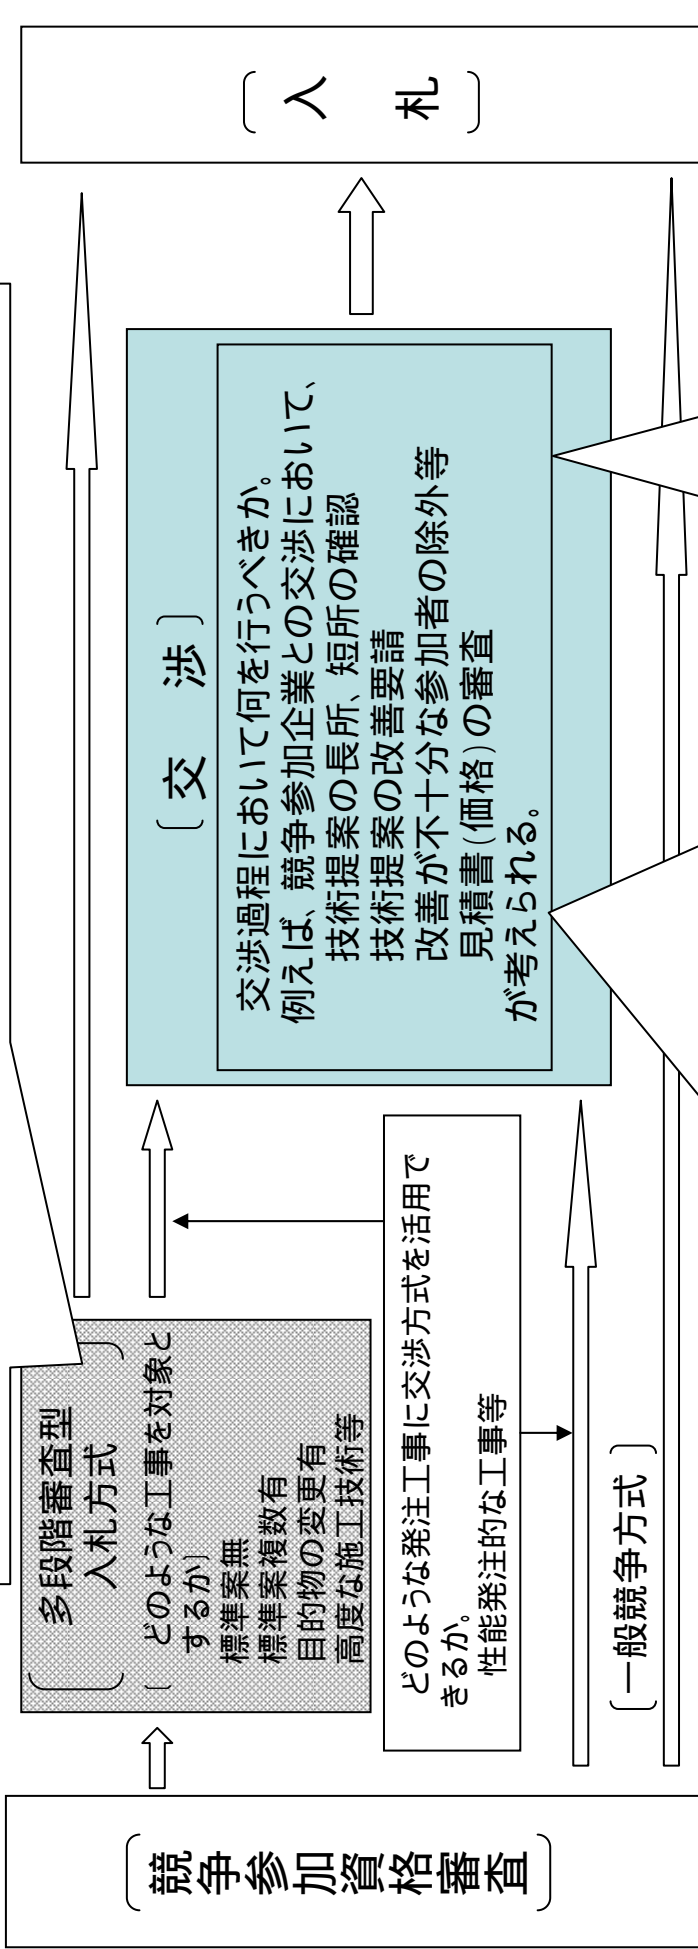 〔競争参加資格審査〕
〔多段階審査型
入札方式〕
〔どのような工事を対象と
するか〕
標準案無
標準案複数有
目的物の変更有
高度な施工技術等
どのような発注工事に交渉方式を活用で
きるか。
性能発注的な工事等
〔一般競争方式〕
〔交　渉〕
交渉過程において何を行うべきか。
例えば、競争参加企業との交渉において、
技術提案の長所、短所の確認
技術提案の改善要請
改善が不十分な参加者の除外等
見積書(価格)の審査
が考えられる。
〔入　札〕